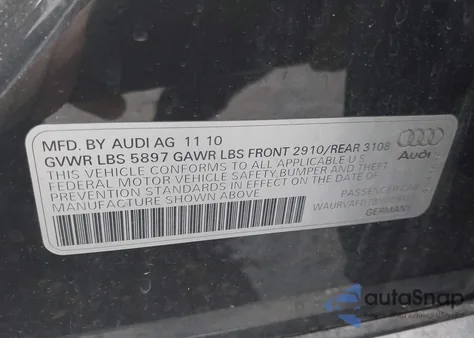 MFD. BY AUDI AG 11 10
GVWR LBS 5897 GAWR LBS FRONT 2910/REAR 3108
THIS VEHICLE CONFORMS TO ALL APPLICABLE U.S.
FEDERAL MOTOR VEHICLE SAFETY,BUMPER AND THEFT
PREVENTION STANDARDS IN EFFECT ON THE DATE OF
MANUFACTURE SHOWN ABOVE
Audi
PASSENGER CAR
GERMANY
autoSnap